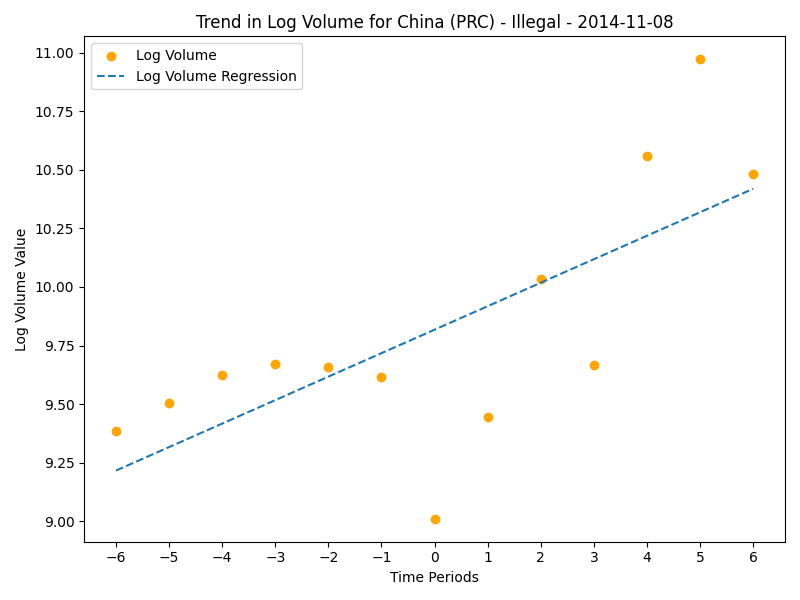 Trend in Log Volume for China (PRC) - Illegal - 2014-11-08
Log Volume
Log Volume Regression
11.00
10.75
10.50
10.25
10.00
9.75
9.50
9.25
9.00
Log Volume Value
−6 −5 −4 −3 −2 −1 0 1 2 3 4 5 6
Time Periods